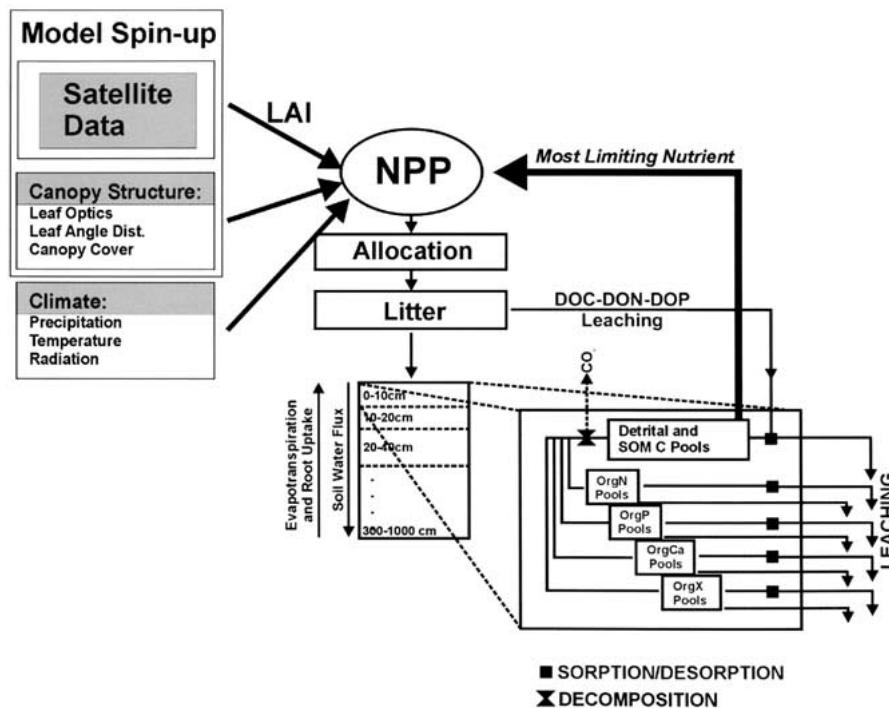 Model Spin-up
Satellite
Data
LAI
Canopy Structure:
Leaf Optics
Leaf Angle Dist.
Canopy Cover
Climate:
Precipitation
Temperature
Radiation
NPP
Most Limiting Nutrient
Allocation
Litter
DOC-DON-DOP
Leaching
Evapotranspiration
and Root Uptake
Soil Water Flux
0-10cm
10-20cm
20-40cm
300-1000 cm
CO
Detrital and
SOM C Pools
OrgN
Pools
OrgP
Pools
OrgCa
Pools
OrgX
Pools
LEACHING
SORPTION/DESORPTION
DECOMPOSITION